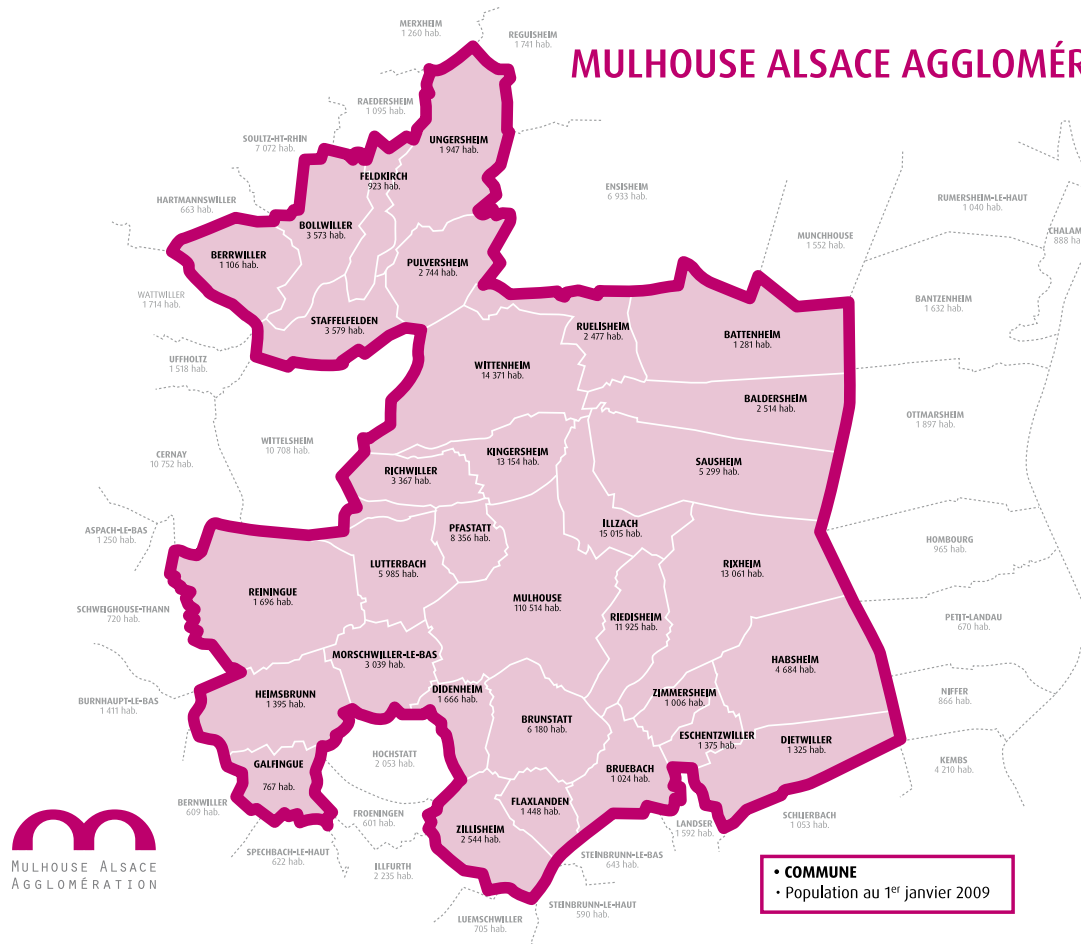 MERXHEIM
1 260 hab.
REGUISHEIM
1 741 hab.
MULHOUSE ALSACE AGGLOMÉR
RAEDERSHEIM
1 095 hab.
SOULTZ-HT-RHIN
7 072 hab.
UNGERSHEIM
1 947 hab.
FELDKIRCH
923 hab.
ENSISHEIM
6 933 hab.
RUMERSHEIM-LE-HAUT
1 040 hab.
HARTMANNSWILLER
663 hab.
BOLLWILLER
3 573 hab.
MUNCHHOUSE
1 552 hab.
CHALAM
888 ha
BERRWILLER
1 106 hab.
PULVERSHEIM
2 744 hab.
WATTWILLER
1 714 hab.
BANTZENHEIM
1 632 hab.
STAFFELFELDEN
3 579 hab.
RUELISHEIM
2 477 hab.
BATTENHEIM
1 281 hab.
UFFHOLTZ
1 518 hab.
WITTENHEIM
14 371 hab.
BALDERSHEIM
2 514 hab.
OTTMARSHEIM
1 897 hab.
WITTELSHEIM
10 708 hab.
CERNAY
10 752 hab.
KINGERSHEIM
13 154 hab.
SAUSHEIM
5 299 hab.
RICHWILLER
3 367 hab.
ASPACH-LE-BAS
1 250 hab.
PFASTATT
8 356 hab.
ILLZACH
15 015 hab.
HOMBOURG
965 hab.
LUTTERBACH
5 985 hab.
RIXHEIM
13 061 hab.
REININGUE
1 696 hab.
MULHOUSE
110 514 hab.
SCHWEIGHOUSE-THANN
720 hab.
RIEDISHEIM
11 925 hab.
PETIT-LANDAU
670 hab.
MORSCHWILLER-LE-BAS
3 039 hab.
HABSHEIM
4 684 hab.
HEIMSBRUNN
1 395 hab.
DIDENHEIM
1 666 hab.
ZIMMERSHEIM
1 006 hab.
NIFFER
866 hab.
BURNHAUPT-LE-BAS
1 411 hab.
BRUNSTATT
6 180 hab.
ESCHENTZWILLER
1 375 hab.
DIETWILLER
1 325 hab.
HOCHSTATT
2 053 hab.
KEMBS
4 210 hab.
GALFINGUE
767 hab.
BRUEBACH
1 024 hab.
BERNWILLER
609 hab.
FLAXLANDEN
1 448 hab.
FROENINGEN
601 hab.
SCHLIERBACH
1 053 hab.
LANDSER
1 592 hab.
ZILLISHEIM
2 544 hab.
SPECHBACH-LE-HAUT
622 hab.
ILLFURTH
2 235 hab.
STEINBRUNN-LE-BAS
643 hab.
MULHOUSE ALSACE
AGGLOMÉRATION
STEINBRUNN-LE-HAUT
590 hab.
LUEMSCHWILLER
705 hab.
• COMMUNE
· Population au 1er janvier 2009